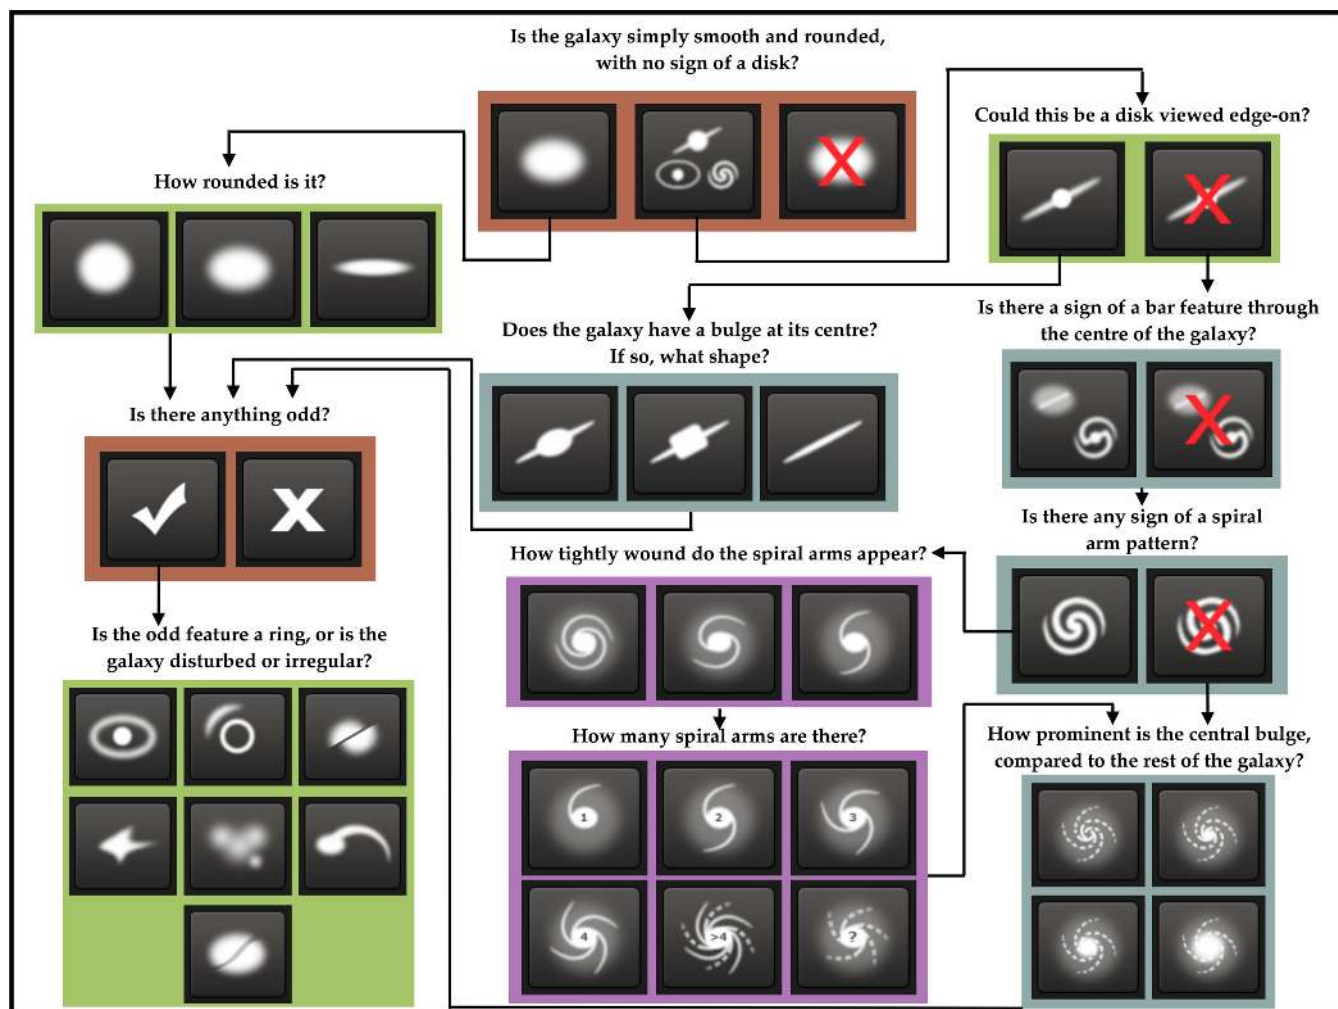 Is the galaxy simply smooth and rounded,
with no sign of a disk?
Could this be a disk viewed edge-on?
How rounded is it?
Is there a sign of a bar feature through
the centre of the galaxy?
Does the galaxy have a bulge at its centre?
If so, what shape?
Is there anything odd?
Is there any sign of a spiral
arm pattern?
How tightly wound do the spiral arms appear?
Is the odd feature a ring, or is the
galaxy disturbed or irregular?
How many spiral arms are there?
1
2
3
4
>4
?
How prominent is the central bulge,
compared to the rest of the galaxy?